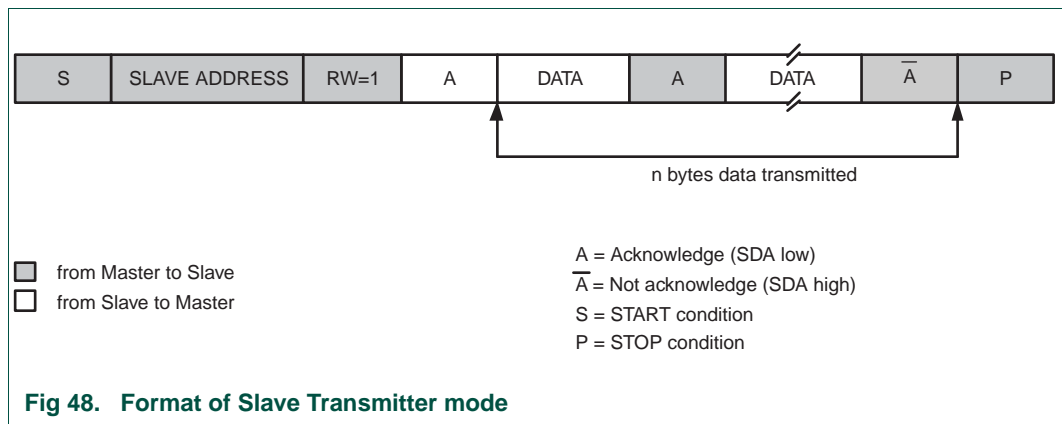 S SLAVE ADDRESS RW=1 A DATA A DATA A̅ P
n bytes data transmitted
from Master to Slave
from Slave to Master
A = Acknowledge (SDA low)
A̅ = Not acknowledge (SDA high)
S = START condition
P = STOP condition
Fig 48. Format of Slave Transmitter mode